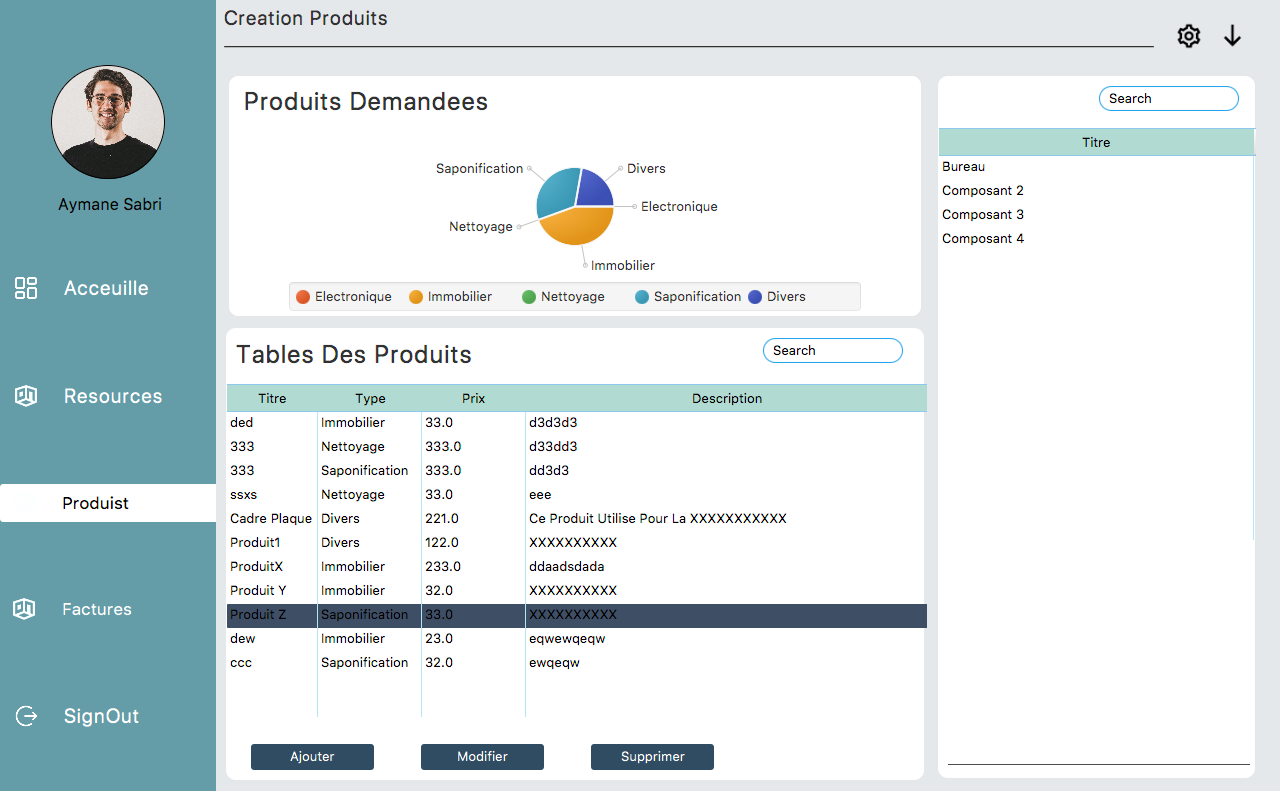 Creation Produits
Aymane Sabri
Acceuille
Resources
Produist
Factures
SignOut
Produits Demandees
Saponification
Divers
Electronique
Nettoyage
Immobilier
Electronique Immobilier Nettoyage Saponification Divers
Tables Des Produits
Search
Titre Type Prix Description
ded Immobilier 33.0 d3d3d3
333 Nettoyage 333.0 d33dd3
333 Saponification 333.0 dd3d3
ssxs Nettoyage 33.0 eee
Cadre Plaque Divers 221.0 Ce Produit Utilise Pour La XXXXXXXXXXX
Produit1 Divers 122.0 XXXXXXXXXX
ProduitX Immobilier 233.0 ddaadsdada
Produit Y Immobilier 32.0 XXXXXXXXXX
Produit Z Saponification 33.0 XXXXXXXXXX
dew Immobilier 23.0 eqwewqeqw
ccc Saponification 32.0 ewqeqw
Ajouter Modifier Supprimer
Search
Titre
Bureau
Composant 2
Composant 3
Composant 4